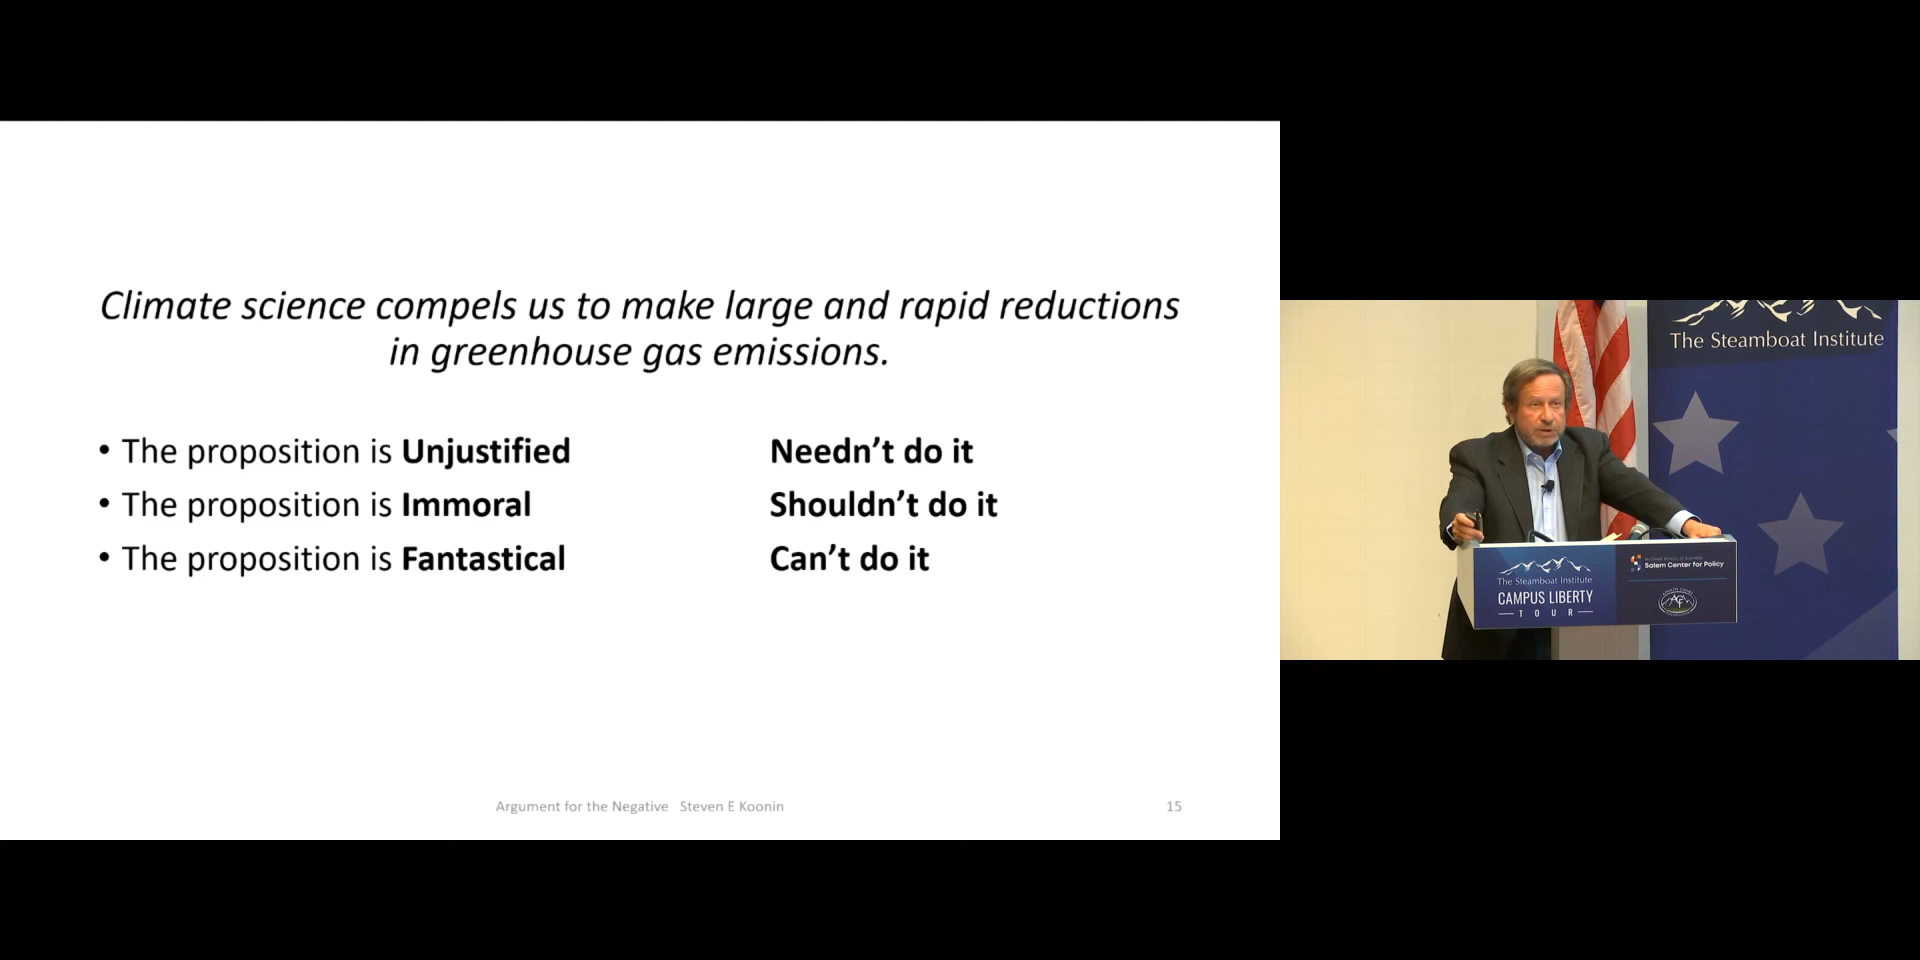 Climate science compels us to make large and rapid reductions
in greenhouse gas emissions.
• The proposition is Unjustified
Needn't do it
• The proposition is Immoral
Shouldn't do it
• The proposition is Fantastical
Can't do it
Argument for the Negative Steven E Koonin
15
The Steamboat Institute
The Steamboat Institute
CAMPUS LIBERTY
TOUR
Salem Center for Policy